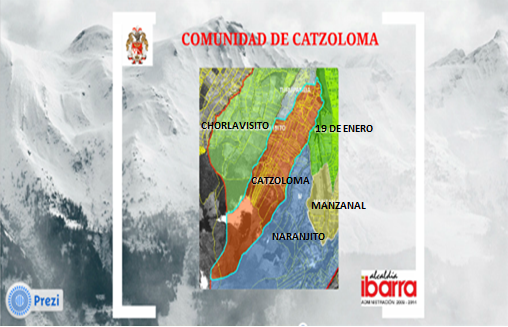 COMUNIDAD DE CATZOLOMA
CHORLAVISITO
19 DE ENERO
CATZOLOMA
MANZANAL
NARANJITO
alcaldía
ibarra
Prezi